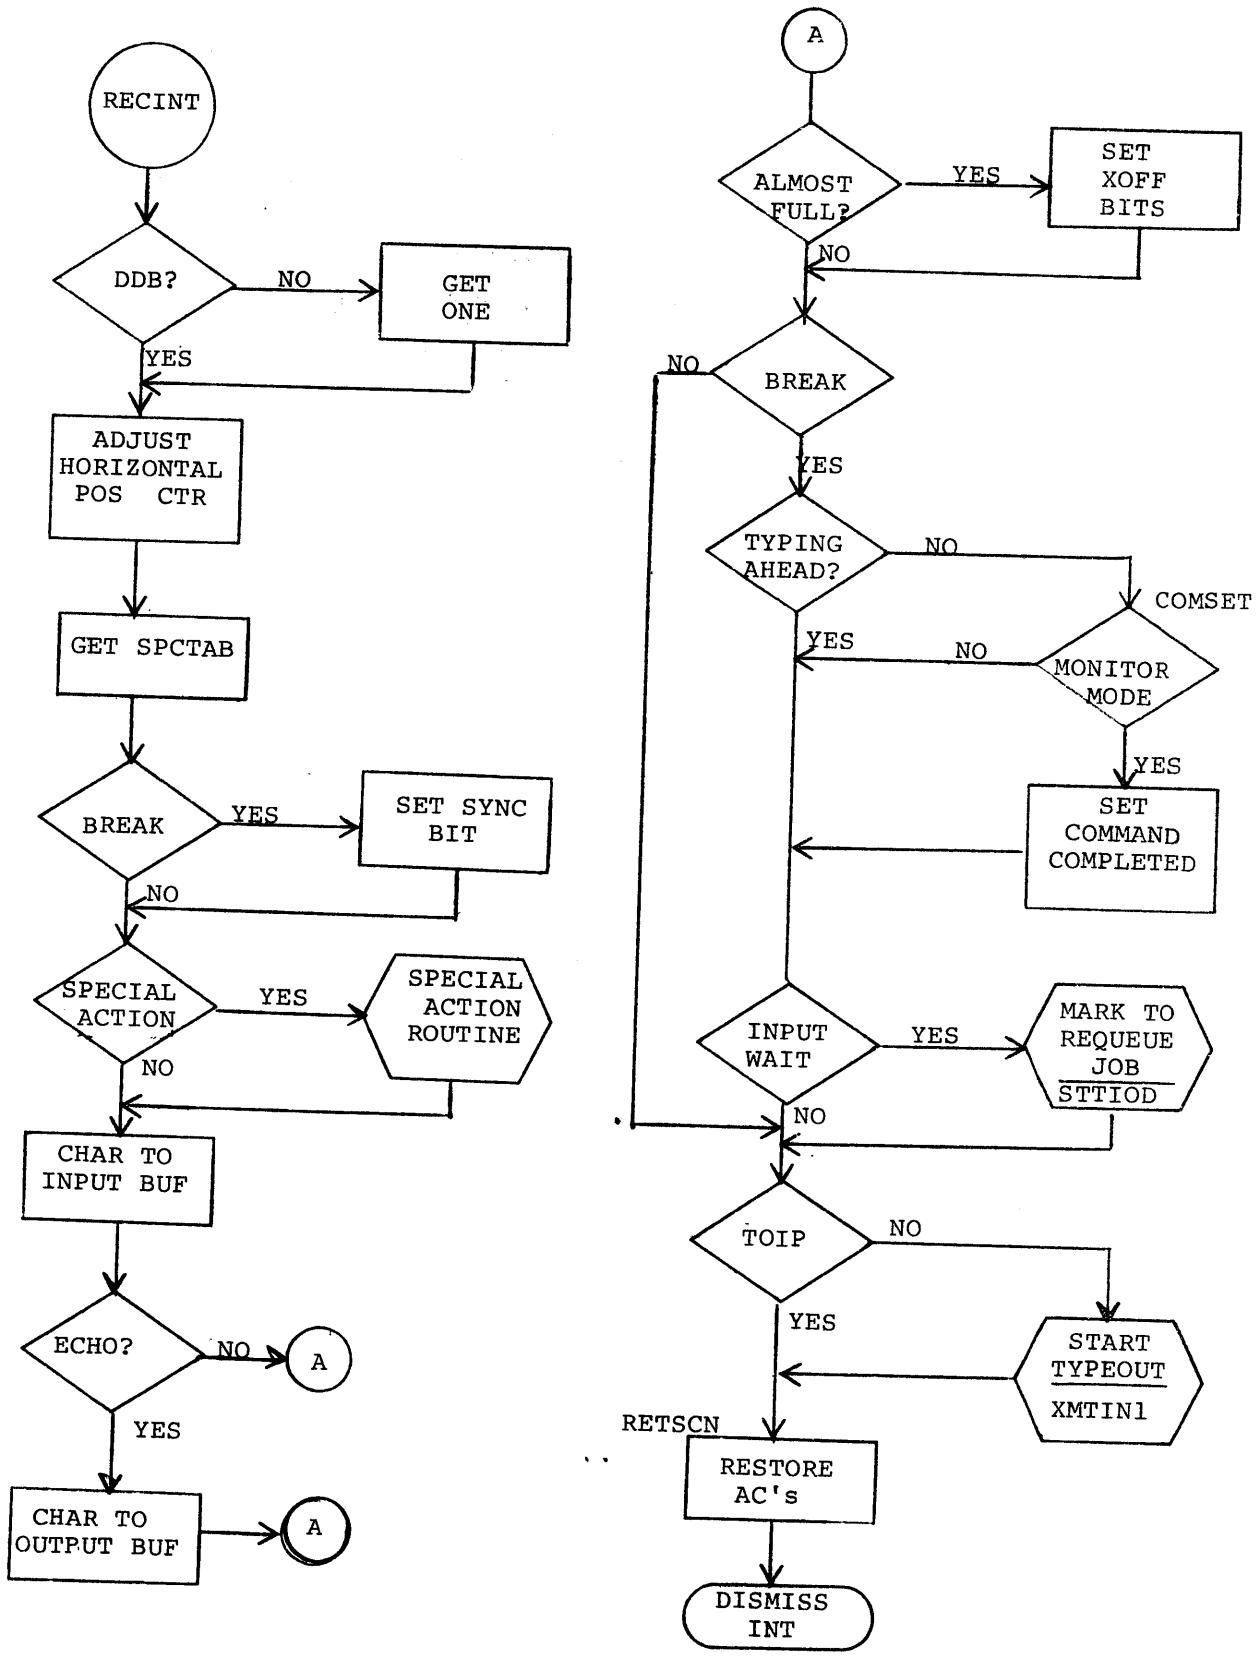 RECINT
DDB?
NO
GET
ONE
YES
ADJUST
HORIZONTAL
POS CTR
GET SPCTAB
BREAK
YES
SET SYNC
BIT
NO
SPECIAL
ACTION
YES
SPECIAL
ACTION
ROUTINE
NO
CHAR TO
INPUT BUF
ECHO?
NO
A
YES
CHAR TO
OUTPUT BUF
A
A
ALMOST
FULL?
YES
SET
XOFF
BITS
NO
BREAK
NO
YES
TYPING
AHEAD?
NO
COMSET
YES
NO
MONITOR
MODE
YES
SET
COMMAND
COMPLETED
INPUT
WAIT
YES
MARK TO
REQUEUE
JOB
STTIOD
NO
TOIP
NO
YES
START
TYPEOUT
XMTIN1
RETSCN
RESTORE
AC's
DISMISS
INT